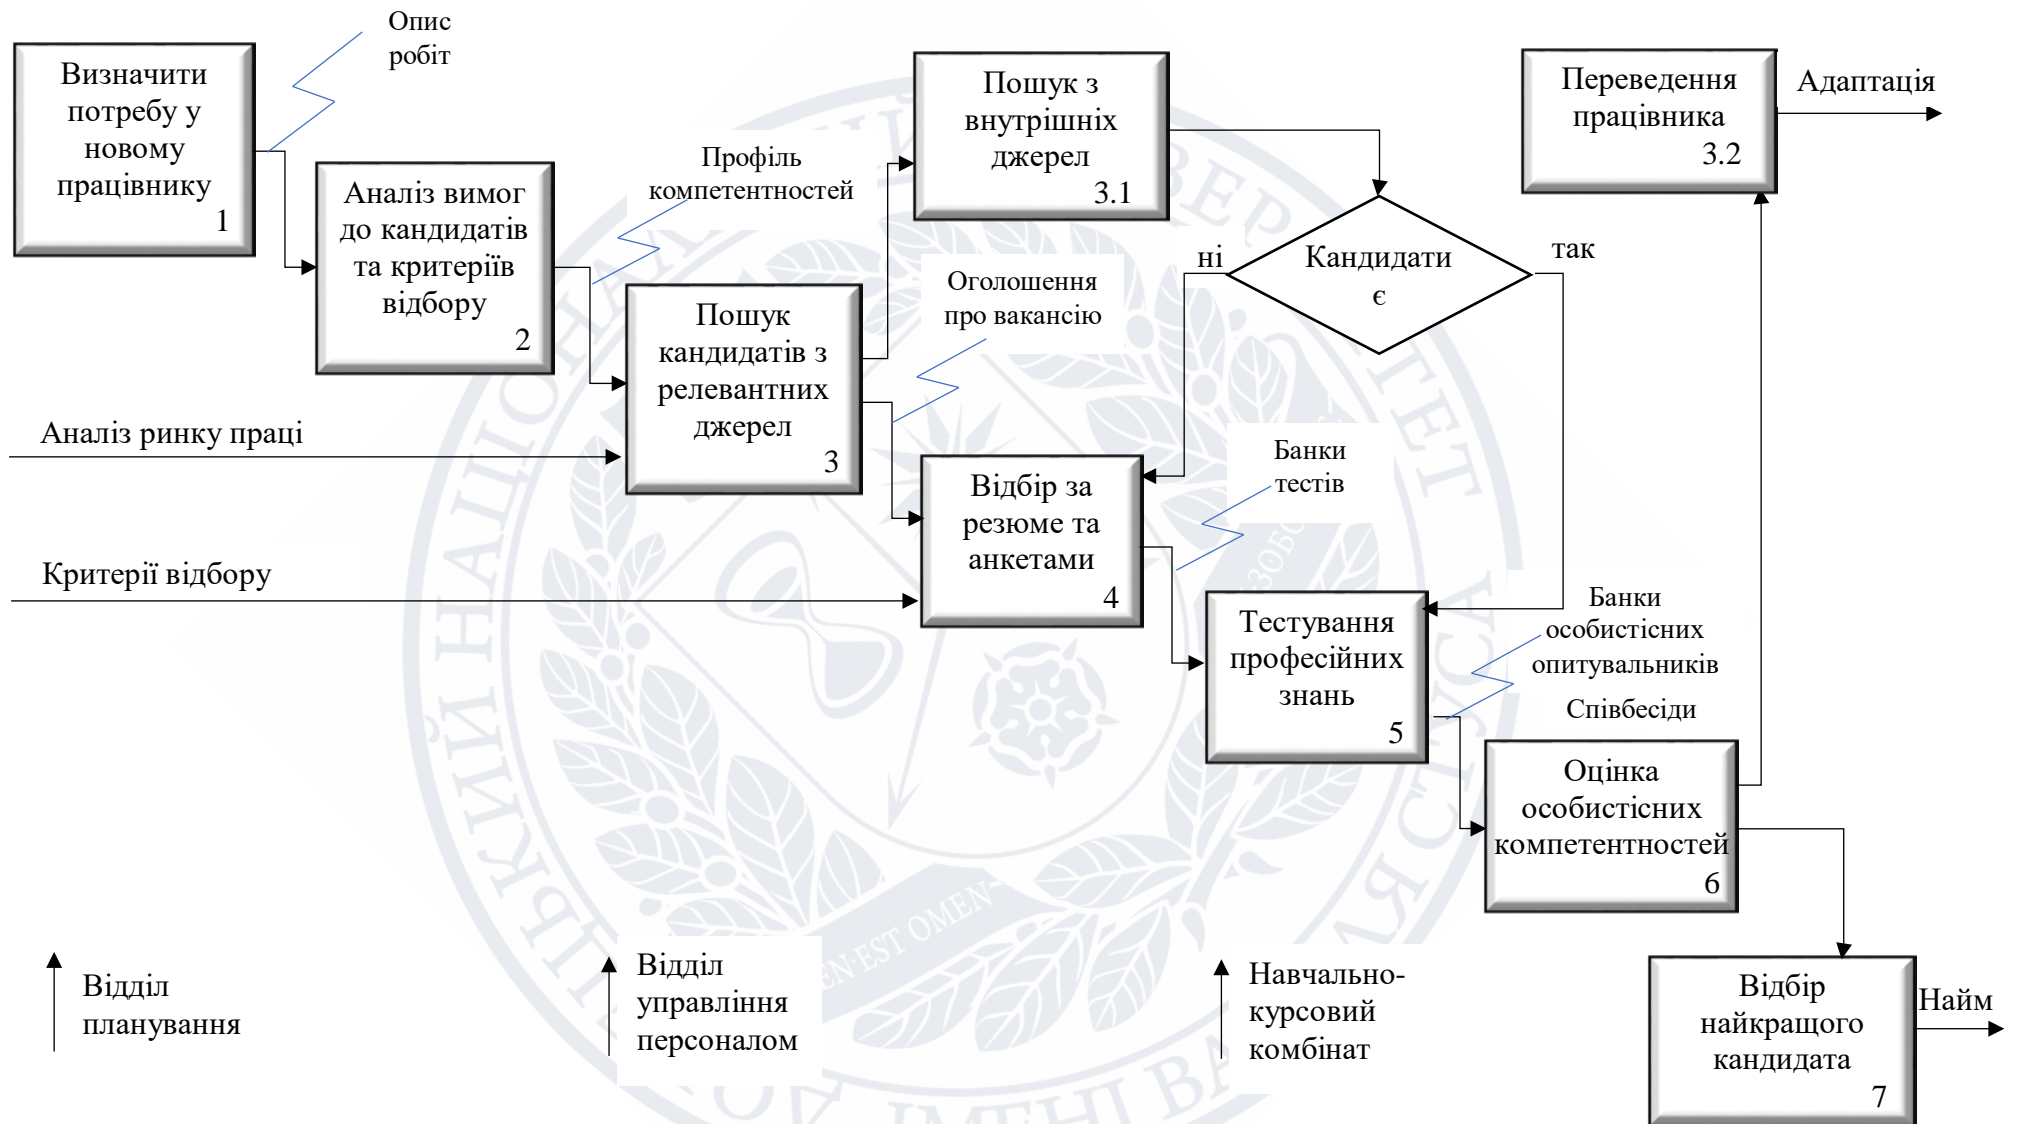 Опис
робіт
Визначити
потребу у
новому
працівнику
1
Аналіз вимог
до кандидатів
та критеріїв
відбору
2
Профіль
компетентностей
Пошук з
внутрішніх
джерел
3.1
Переведення
працівника
3.2
Адаптація
ні
Кандидати
є
так
Пошук
кандидатів з
релевантних
джерел
3
Оголошення
про вакансію
Аналіз ринку праці
Відбір за
резюме та
анкетами
4
Банки
тестів
Критерії відбору
Тестування
професійних
знань
5
Банки
особистісних
опитувальників
Співбесіди
Оцінка
особистісних
компетентностей
6
Відділ
планування
Відділ
управління
персоналом
Навчально-
курсовий
комбінат
Відбір
найкращого
кандидата
7
Найм
EST OMEN